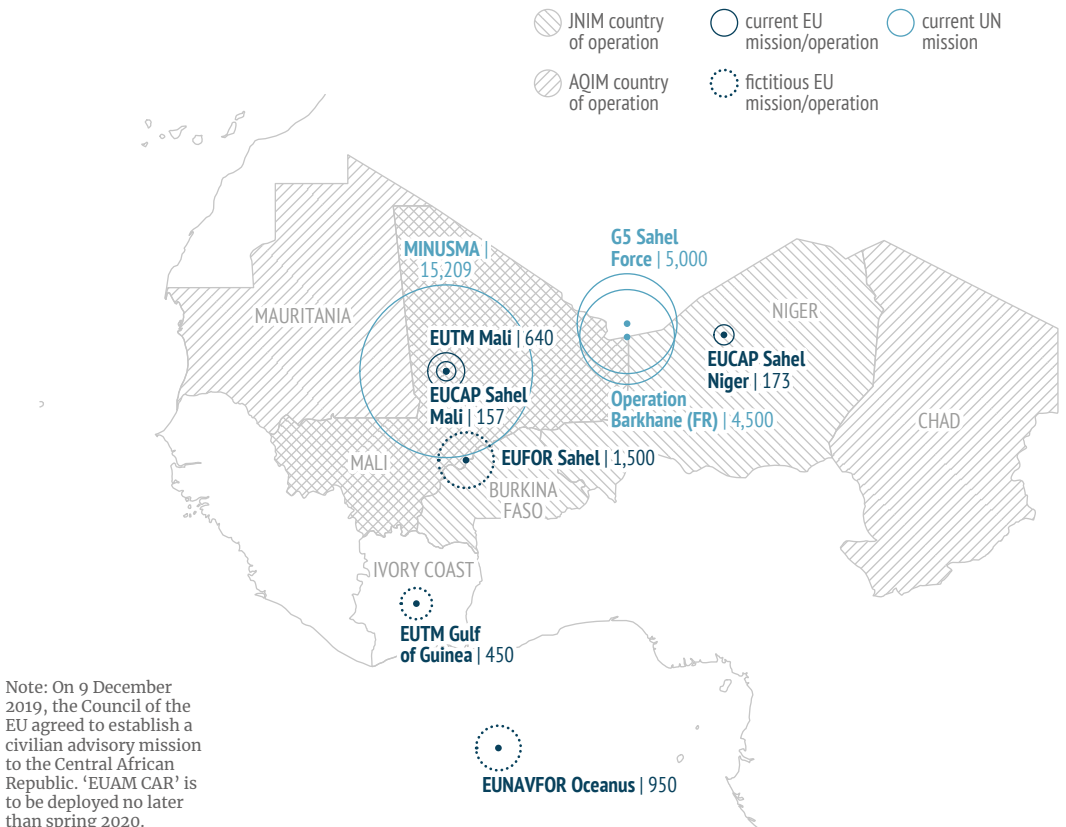 JNIM country
of operation
current EU
mission/operation
current UN
mission
AQIM country
of operation
fictitious EU
mission/operation
G5 Sahel
Force | 5,000
MINUSMA |
15,209
MAURITANIA
NIGER
EUTM Mali | 640
EUCAP Sahel
Niger | 173
EUCAP Sahel
Mali | 157
Operation
Barkhane (FR) | 4,500
CHAD
MALI
EUFOR Sahel | 1,500
BURKINA
FASO
IVORY COAST
EUTM Gulf
of Guinea | 450
Note: On 9 December
2019, the Council of the
EU agreed to establish a
civilian advisory mission
to the Central African
Republic. ‘EUAM CAR’ is
to be deployed no later
than spring 2020.
EUNAVFOR Oceanus | 950